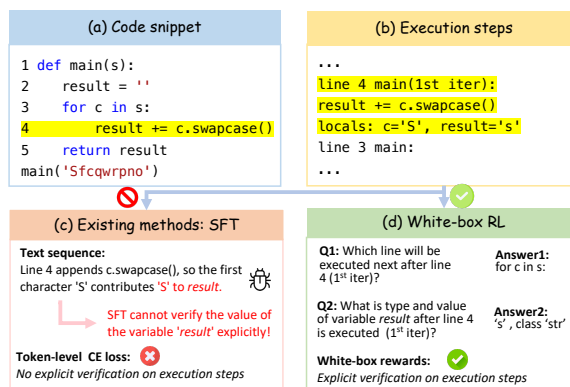 (a) Code snippet
1 def main(s):
2 result = ''
3 for c in s:
4 result += c.swapcase()
5 return result
main('Sfcqwrpno')
(b) Execution steps
...
line 4 main(1st iter):
result += c.swapcase()
locals: c='S', result='s'
line 3 main:
...
(c) Existing methods: SFT
Text sequence:
Line 4 appends c.swapcase(), so the first
character 'S' contributes 'S' to result.
SFT cannot verify the value of
the variable 'result' explicitly!
Token-level CE loss:
No explicit verification on execution steps
(d) White-box RL
Q1: Which line will be
executed next after line
4 (1st iter)?
Answer1:
for c in s:
Q2: What is type and value
of variable result after line 4
is executed (1st iter)?
Answer2:
's' , class 'str'
White-box rewards:
Explicit verification on execution steps